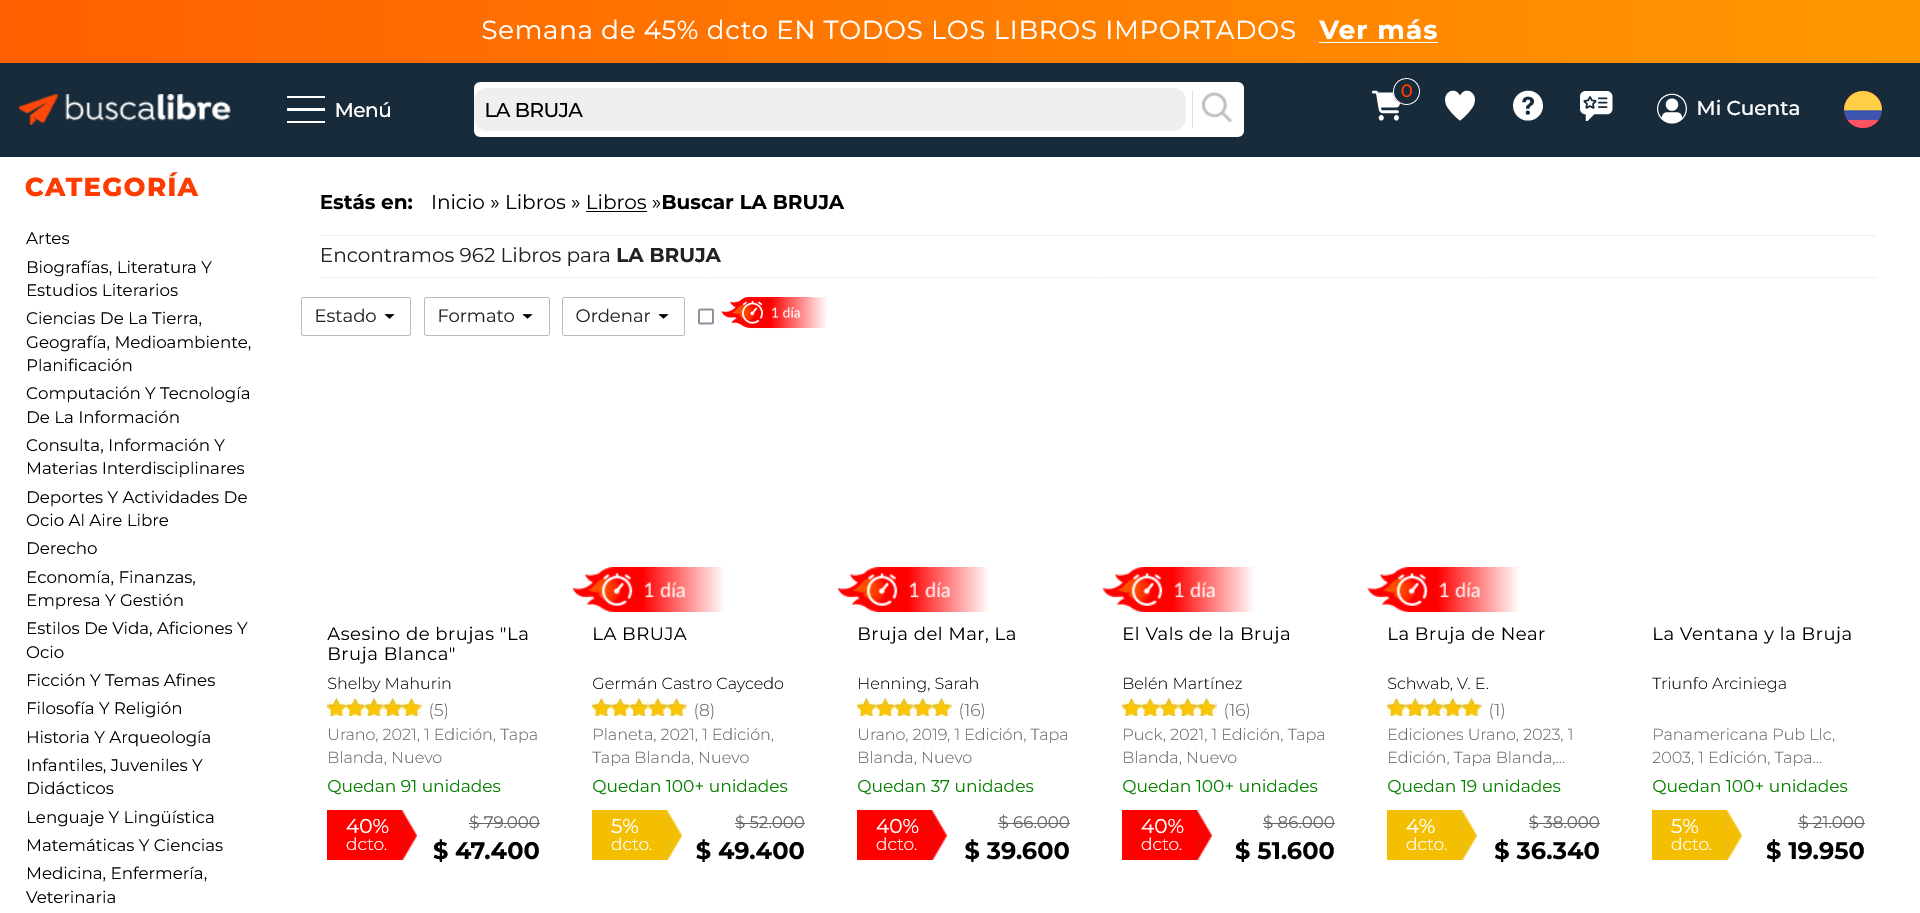 Semana de 45% dcto EN TODOS LOS LIBROS IMPORTADOS Ver más
buscalibre
Menú
LA BRUJA
0
?
Mi Cuenta
CATEGORÍA
Artes
Biografías, Literatura Y
Estudios Literarios
Ciencias De La Tierra,
Geografía, Medioambiente,
Planificación
Computación Y Tecnología
De La Información
Consulta, Información Y
Materias Interdisciplinares
Deportes Y Actividades De
Ocio Al Aire Libre
Derecho
Economía, Finanzas,
Empresa Y Gestión
Estilos De Vida, Aficiones Y
Ocio
Ficción Y Temas Afines
Filosofía Y Religión
Historia Y Arqueología
Infantiles, Juveniles Y
Didácticos
Lenguaje Y Lingüística
Matemáticas Y Ciencias
Medicina, Enfermería,
Veterinaria
Estás en: Inicio » Libros » Libros »Buscar LA BRUJA
Encontramos 962 Libros para LA BRUJA
Estado
Formato
Ordenar
1 día
Asesino de brujas "La
Bruja Blanca"
Shelby Mahurin
(5)
Urano, 2021, 1 Edición, Tapa
Blanda, Nuevo
Quedan 91 unidades
40%
dcto.
$ 79.000
$ 47.400
1 día
LA BRUJA
Germán Castro Caycedo
(8)
Planeta, 2021, 1 Edición,
Tapa Blanda, Nuevo
Quedan 100+ unidades
5%
dcto.
$ 52.000
$ 49.400
1 día
Bruja del Mar, La
Henning, Sarah
(16)
Urano, 2019, 1 Edición, Tapa
Blanda, Nuevo
Quedan 37 unidades
40%
dcto.
$ 66.000
$ 39.600
1 día
El Vals de la Bruja
Belén Martínez
(16)
Puck, 2021, 1 Edición, Tapa
Blanda, Nuevo
Quedan 100+ unidades
40%
dcto.
$ 86.000
$ 51.600
1 día
La Bruja de Near
Schwab, V. E.
(1)
Ediciones Urano, 2023, 1
Edición, Tapa Blanda,...
Quedan 19 unidades
4%
dcto.
$ 38.000
$ 36.340
La Ventana y la Bruja
Triunfo Arciniega
Panamericana Pub Llc,
2003, 1 Edición, Tapa...
Quedan 100+ unidades
5%
dcto.
$ 21.000
$ 19.950